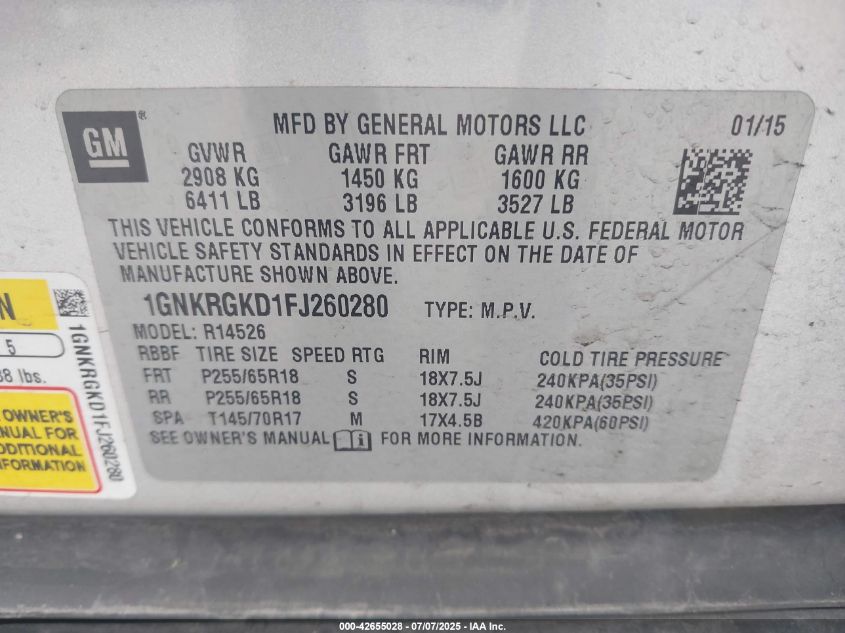 GM®
MFD BY GENERAL MOTORS LLC 01/15
GVWR GAWR FRT GAWR RR
2908 KG 1450 KG 1600 KG
6411 LB 3196 LB 3527 LB
THIS VEHICLE CONFORMS TO ALL APPLICABLE U.S. FEDERAL MOTOR
VEHICLE SAFETY STANDARDS IN EFFECT ON THE DATE OF
MANUFACTURE SHOWN ABOVE.
1GNKRGKD1FJ260280 TYPE: M.P.V.
MODEL: R14526
RBBF TIRE SIZE SPEED RTG RIM COLD TIRE PRESSURE
FRT P255/65R18 S 18X7.5J 240KPA(35PSI)
RR P255/65R18 S 18X7.5J 240KPA(35PSI)
SPA T145/70R17 M 17X4.5B 420KPA(60PSI)
SEE OWNER'S MANUAL FOR MORE INFORMATION.
N
5
lbs.
OWNER'S
NUAL FOR
DDITIONAL
NFORMATION
1GNKRGKD1FJ260280
000-42655028 - 07/07/2025 - IAA Inc.